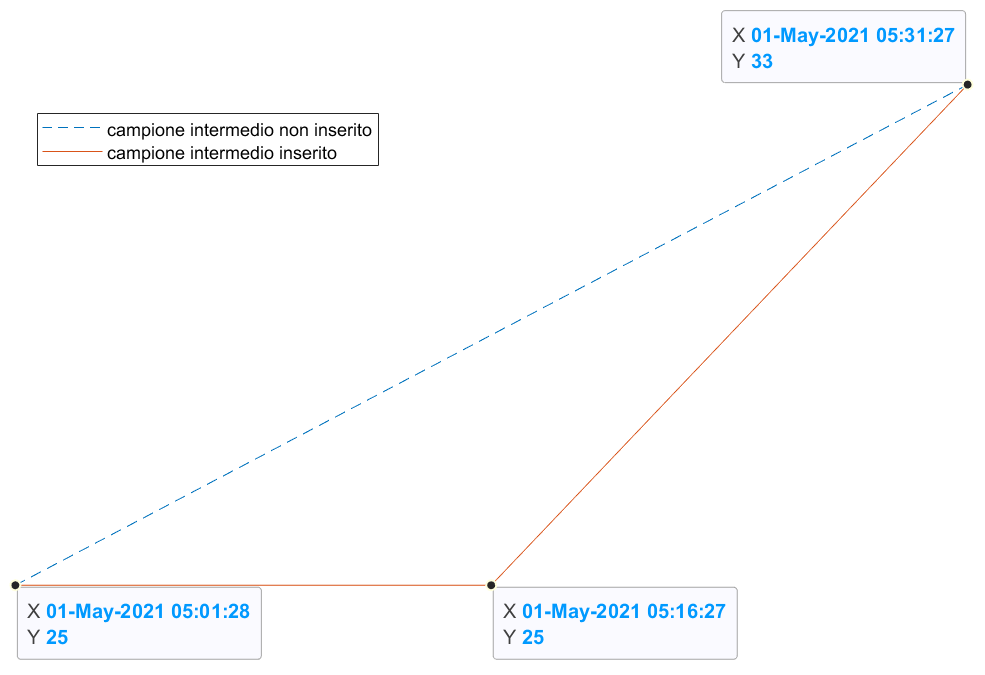 X 01-May-2021 05:31:27
Y 33
campione intermedio non inserito
campione intermedio inserito
X 01-May-2021 05:01:28
Y 25
X 01-May-2021 05:16:27
Y 25